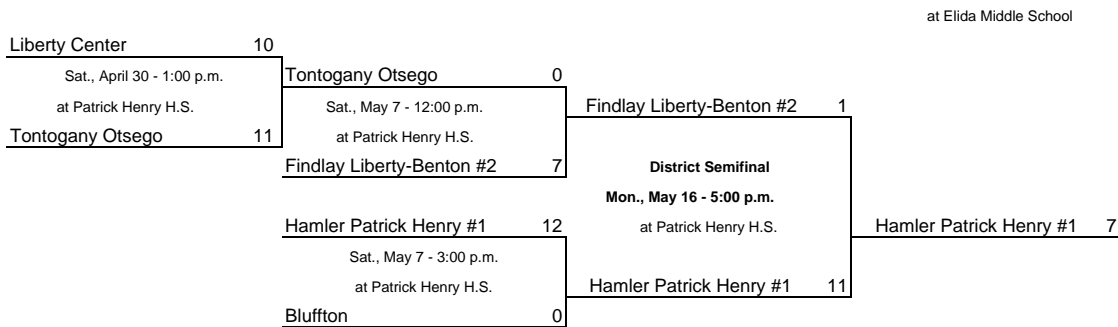 at Elida Middle School
Liberty Center 10
Sat., April 30 - 1:00 p.m.
at Patrick Henry H.S.
Tontogany Otsego 11
Tontogany Otsego 0
Sat., May 7 - 12:00 p.m.
at Patrick Henry H.S.
Findlay Liberty-Benton #2 7
Findlay Liberty-Benton #2 1
District Semifinal
Mon., May 16 - 5:00 p.m.
at Patrick Henry H.S.
Hamler Patrick Henry #1 12
Sat., May 7 - 3:00 p.m.
at Patrick Henry H.S.
Bluffton 0
Hamler Patrick Henry #1 11
Hamler Patrick Henry #1 7